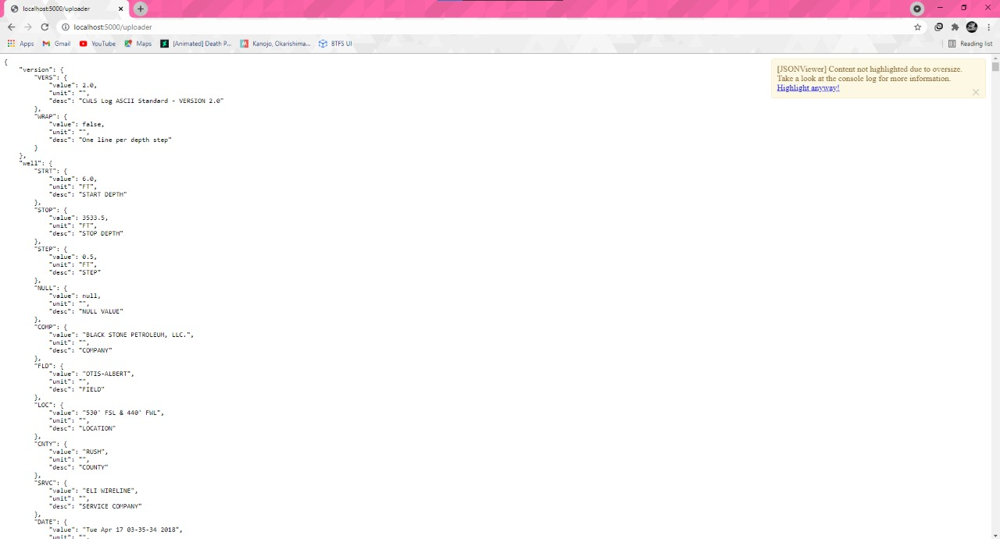 localhost:5000/uploader
localhost:5000/uploader
Apps
Gmail
YouTube
Maps
[Animated] Death P...
Kanojo, Okarishima...
BTFS UI
Reading list
[JSONViewer] Content not highlighted due to oversize.
Take a look at the console log for more information.
Highlight anyway!
{
    "version": {
        "VERS": {
            "value": 2.0,
            "unit": "",
            "desc": "CWLS Log ASCII Standard - VERSION 2.0"
        },
        "WRAP": {
            "value": false,
            "unit": "",
            "desc": "One line per depth step"
        }
    },
    "well": {
        "STRT": {
            "value": 6.0,
            "unit": "FT",
            "desc": "START DEPTH"
        },
        "STOP": {
            "value": 3533.5,
            "unit": "FT",
            "desc": "STOP DEPTH"
        },
        "STEP": {
            "value": 0.5,
            "unit": "FT",
            "desc": "STEP"
        },
        "NULL": {
            "value": null,
            "unit": "",
            "desc": "NULL VALUE"
        },
        "COMP": {
            "value": "BLACK STONE PETROLEUM, LLC.",
            "unit": "",
            "desc": "COMPANY"
        },
        "FLD": {
            "value": "OTIS-ALBERT",
            "unit": "",
            "desc": "FIELD"
        },
        "LOC": {
            "value": "530' FSL & 440' FWL",
            "unit": "",
            "desc": "LOCATION"
        },
        "CNTY": {
            "value": "RUSH",
            "unit": "",
            "desc": "COUNTY"
        },
        "SRVC": {
            "value": "ELI WIRELINE",
            "unit": "",
            "desc": "SERVICE COMPANY"
        },
        "DATE": {
            "value": "Tue Apr 17 03-35-34 2018",
            "unit": "",